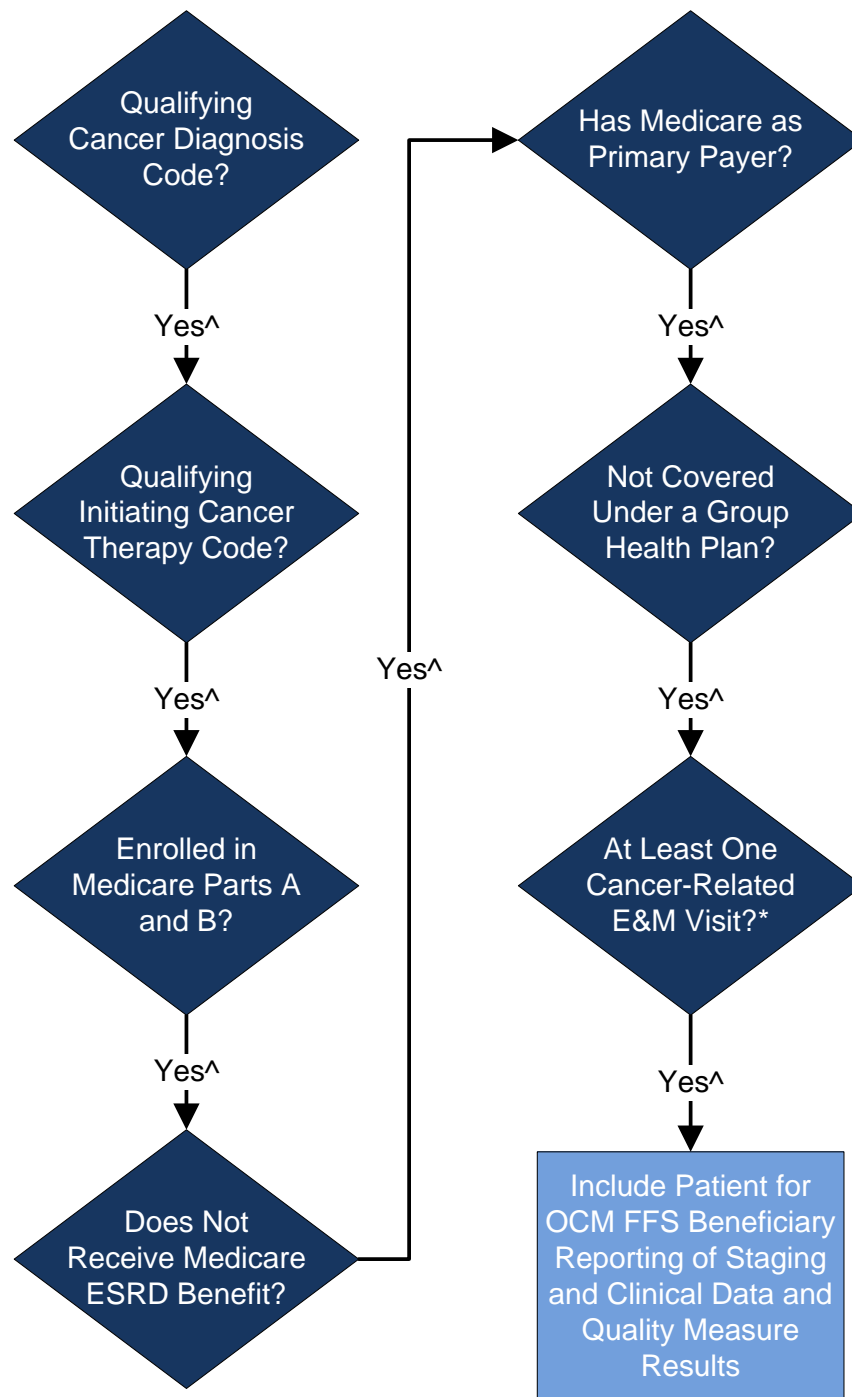 Qualifying
Cancer Diagnosis
Code?
Yes^
Qualifying
Initiating Cancer
Therapy Code?
Yes^
Enrolled in
Medicare Parts A
and B?
Yes^
Does Not
Receive Medicare
ESRD Benefit?
Yes^
Has Medicare as
Primary Payer?
Yes^
Not Covered
Under a Group
Health Plan?
Yes^
At Least One
Cancer-Related
E&M Visit?*
Yes^
Include Patient for
OCM FFS Beneficiary
Reporting of Staging
and Clinical Data and
Quality Measure
Results